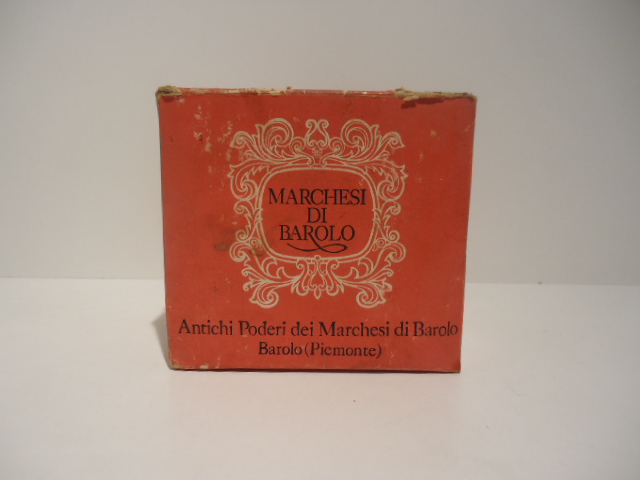 MARCHESI
DI
BAROLO
Antichi Poderi dei Marchesi di Barolo
Barolo (Piemonte)